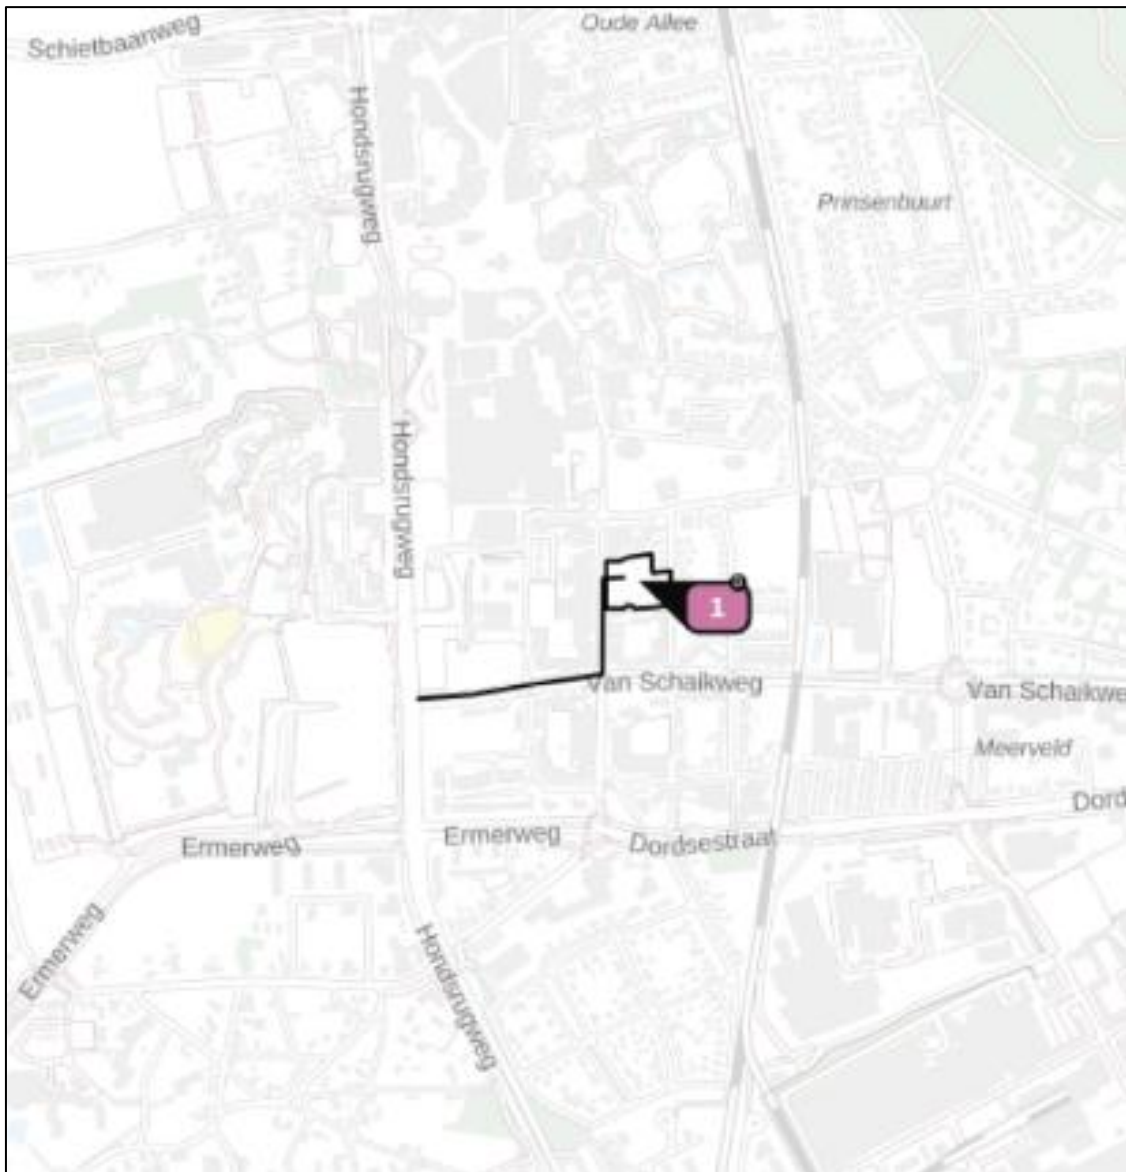 Oude Allee
Schietbaanweg
Hondsrugweg
Prinsenbuurt
Hondsrugweg
1
Van Schaikweg
Van Schaikwe
Meerveld
Dord
Ermerweg
Ermerweg
Dordsestraat
Ermerweg
Hondsrugweg